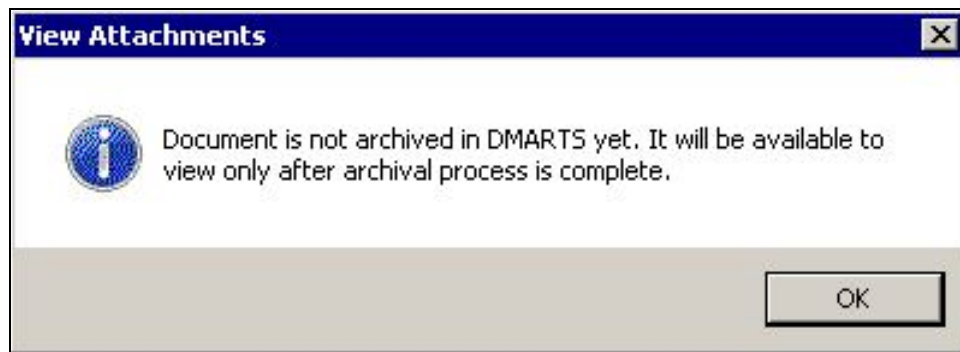 View Attachments
Document is not archived in DMARTS yet. It will be available to
view only after archival process is complete.
OK